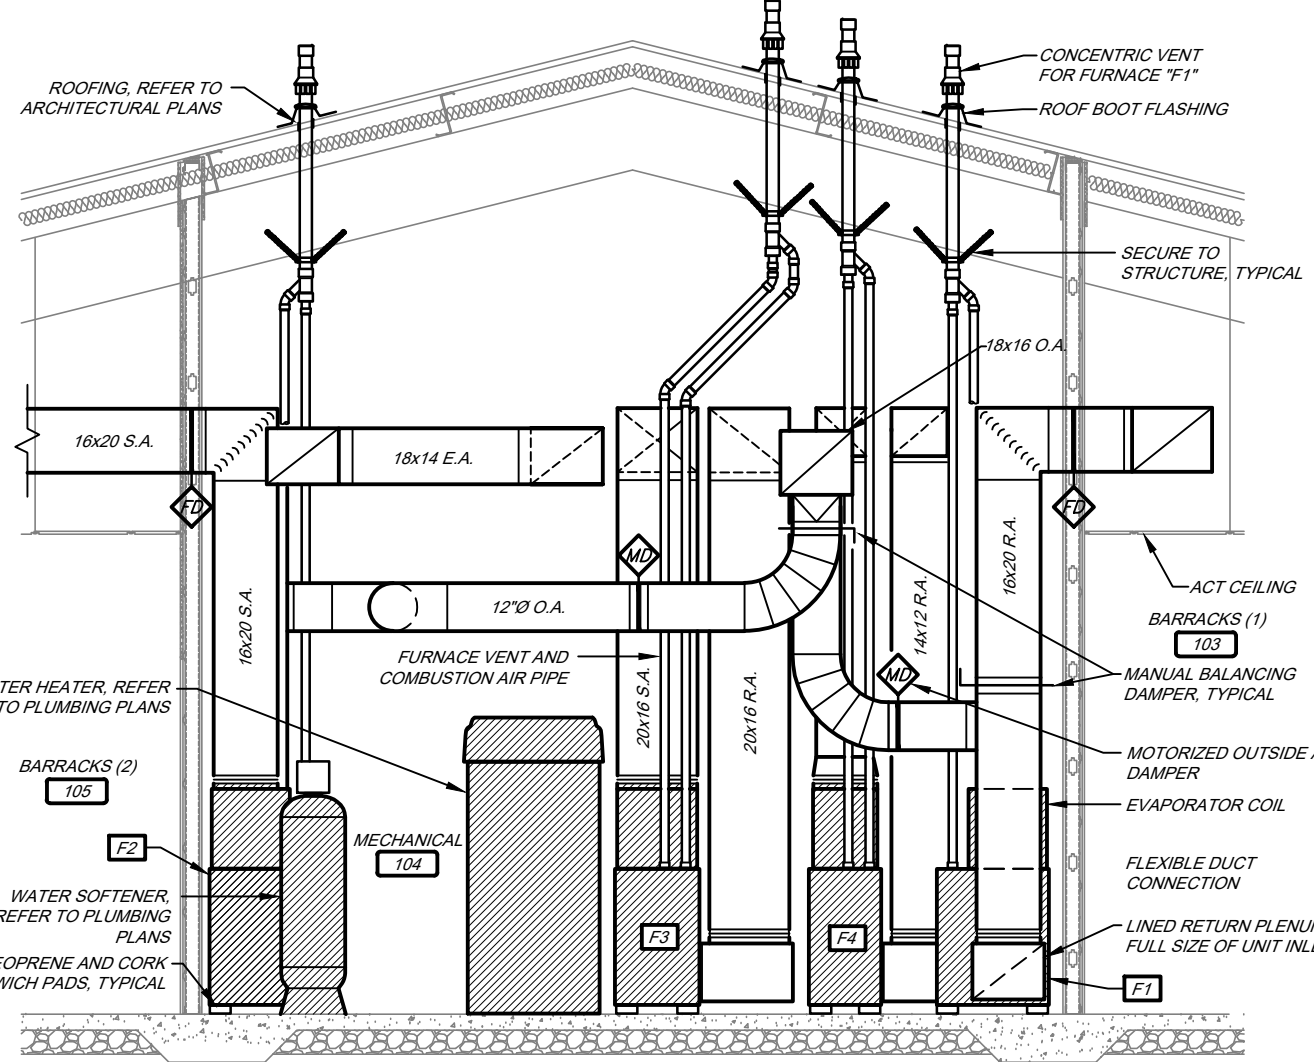 ROOFING, REFER TO
ARCHITECTURAL PLANS
CONCENTRIC VENT
FOR FURNACE "F1"
ROOF BOOT FLASHING
SECURE TO
STRUCTURE, TYPICAL
18x16 O.A.
16x20 S.A.
18x14 E.A.
FD
FD
MD
12"Ø O.A.
16x20 S.A.
20x16 S.A.
20x16 R.A.
14x12 R.A.
16x20 R.A.
ACT CEILING
BARRACKS (1)
103
FURNACE VENT AND
COMBUSTION AIR PIPE
MD
MANUAL BALANCING
DAMPER, TYPICAL
TER HEATER, REFER
TO PLUMBING PLANS
MOTORIZED OUTSIDE
DAMPER
BARRACKS (2)
105
EVAPORATOR COIL
MECHANICAL
104
F2
FLEXIBLE DUCT
CONNECTION
WATER SOFTENER,
REFER TO PLUMBING
PLANS
F3
F4
LINED RETURN PLENU
FULL SIZE OF UNIT INL
EOPRENE AND CORK
WICH PADS, TYPICAL
F1